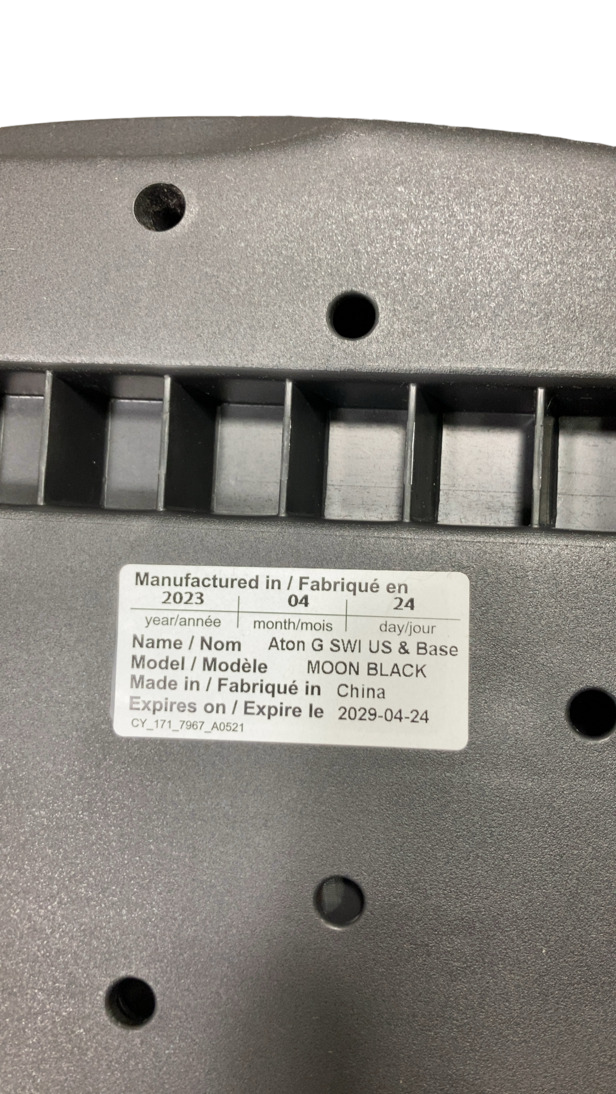 Manufactured in / Fabriqué en
2023 04 24
year/année month/mois day/jour
Name / Nom Aton G SWI US & Base
Model / Modèle MOON BLACK
Made in / Fabriqué in China
Expires on / Expire le 2029-04-24
CY_171_7967_A0521